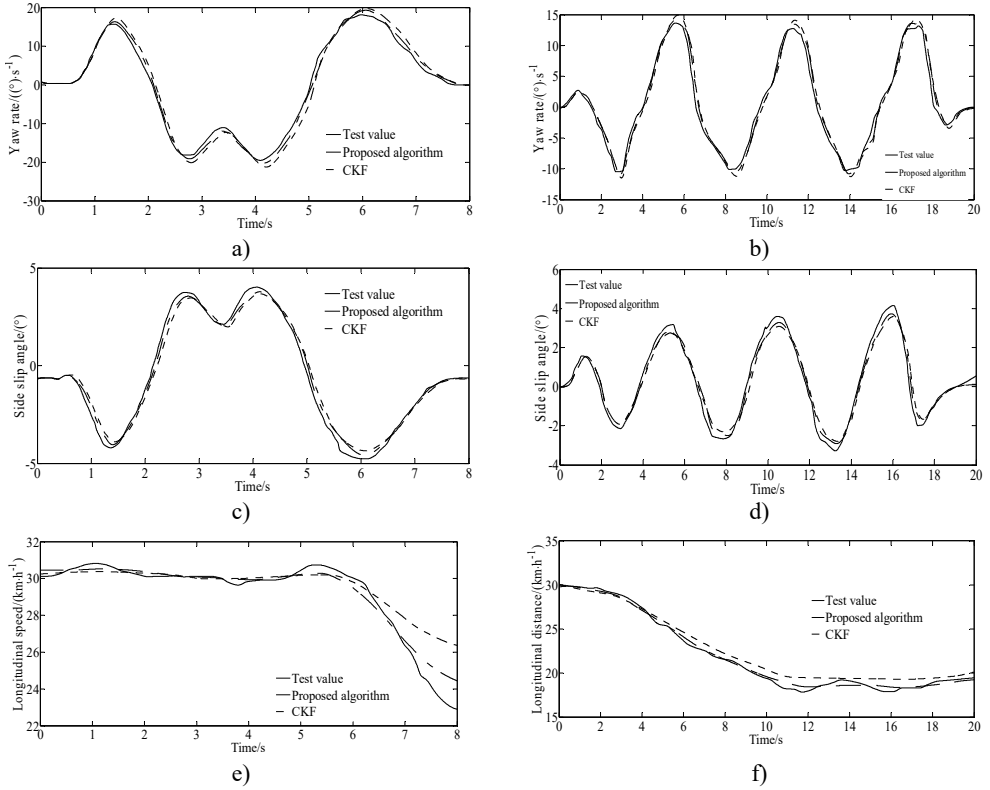 20
10
0
-10
-20
-30
Yaw rate/((°)·s⁻¹)
Test value
Proposed algorithm
CKF
0 1 2 3 4 5 6 7 8
Time/s
a)
15
10
5
0
-5
-10
-15
Yaw rate/((°)·s⁻¹
Test value
Proposed algorithm
CKF
0 2 4 6 8 10 12 14 16 18 20
Time/s
b)
5
0
-5
Side slip angle/(°)
Test value
Proposed algorithm
CKF
0 1 2 3 4 5 6 7 8
Time/s
c)
6
4
2
0
-2
-4
Side slip angle/(°)
Test value
Proposed algorithm
CKF
0 2 4 6 8 10 12 14 16 18 20
Time/s
d)
32
30
28
26
24
22
Longitudinal speed/(km·h⁻¹)
Test value
Proposed algorithm
CKF
0 1 2 3 4 5 6 7 8
Time/s
e)
35
30
25
20
15
Longitudinal distance/(km·h⁻¹)
Test value
Proposed algorithm
CKF
0 2 4 6 8 10 12 14 16 18 20
Time/s
f)